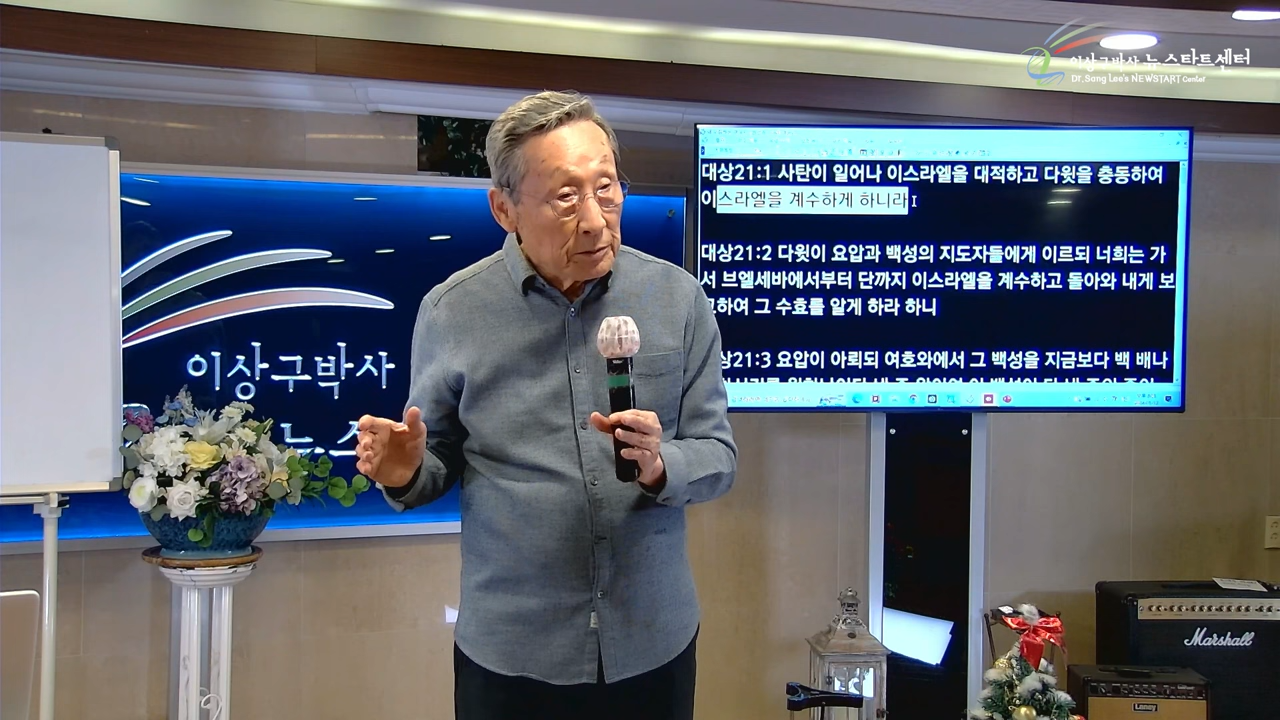 이상구박사 뉴스타트센터
Dr.Sang Lee's NEWSTART Center
대상21:1 사탄이 일어나 이스라엘을 대적하고 다윗을 충동하여
이스라엘을 계수하게 하니라
대상21:2 다윗이 요압과 백성의 지도자들에게 이르되 너희는 가
서 브엘세바에서부터 단까지 이스라엘을 계수하고 돌아와 내게 보
하여 그 수효를 알게 하라 하니
상21:3 요압이 아뢰되 여호와께서 그 백성을 지금보다 백 배나
이상구박사
뉴스
Marshall
Laney